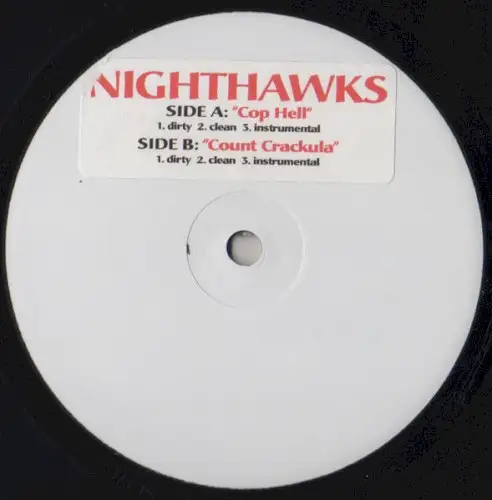 NIGHTHAWKS
SIDE A: "Cop Hell"
1. dirty 2. clean 3. instrumental
SIDE B: "Count Crackula"
1. dirty 2. clean 3. instrumental